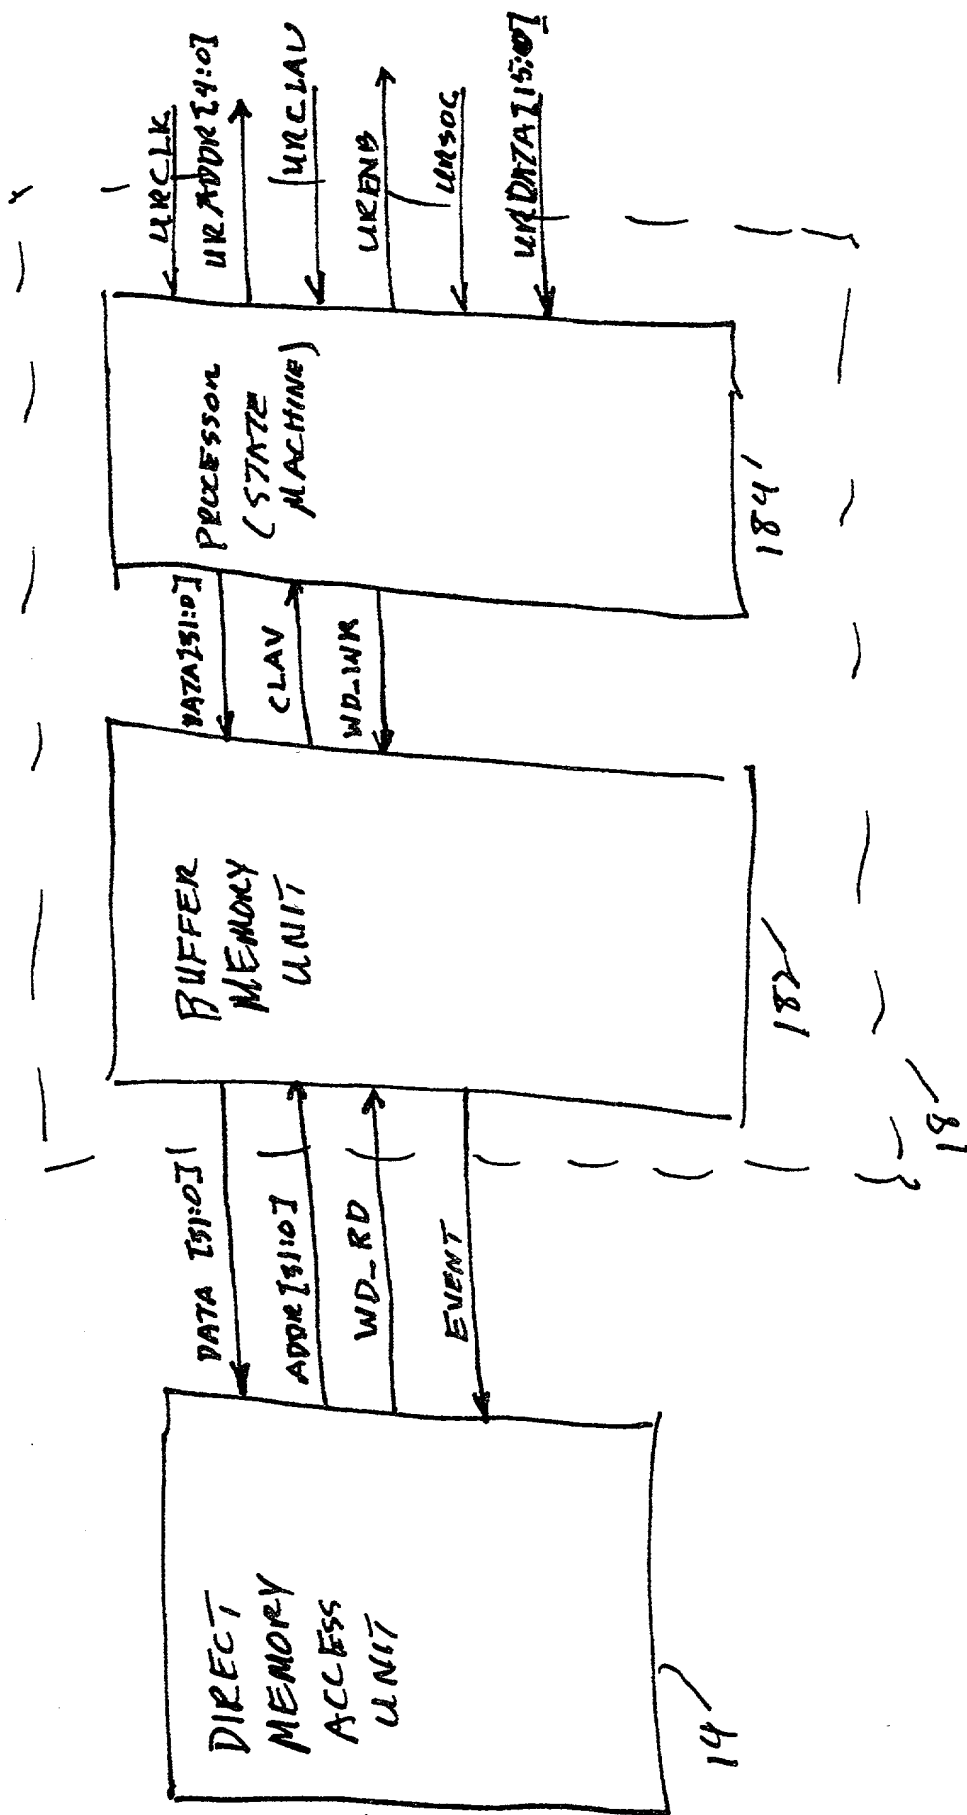 DIRECT
MEMORY
ACCESS
UNIT
14
DATA [31:0]
ADDR[31:0]
WD_RD
EVENT
BUFFER
MEMORY
UNIT
182
18
DATA[31:0]
CLAV
WD_WR
PROCESSOR
(STATE
MACHINE)
184'
URCLK
URADDR[4:0]
URCLAV
URENB
URSOC
URDATA[15:0]